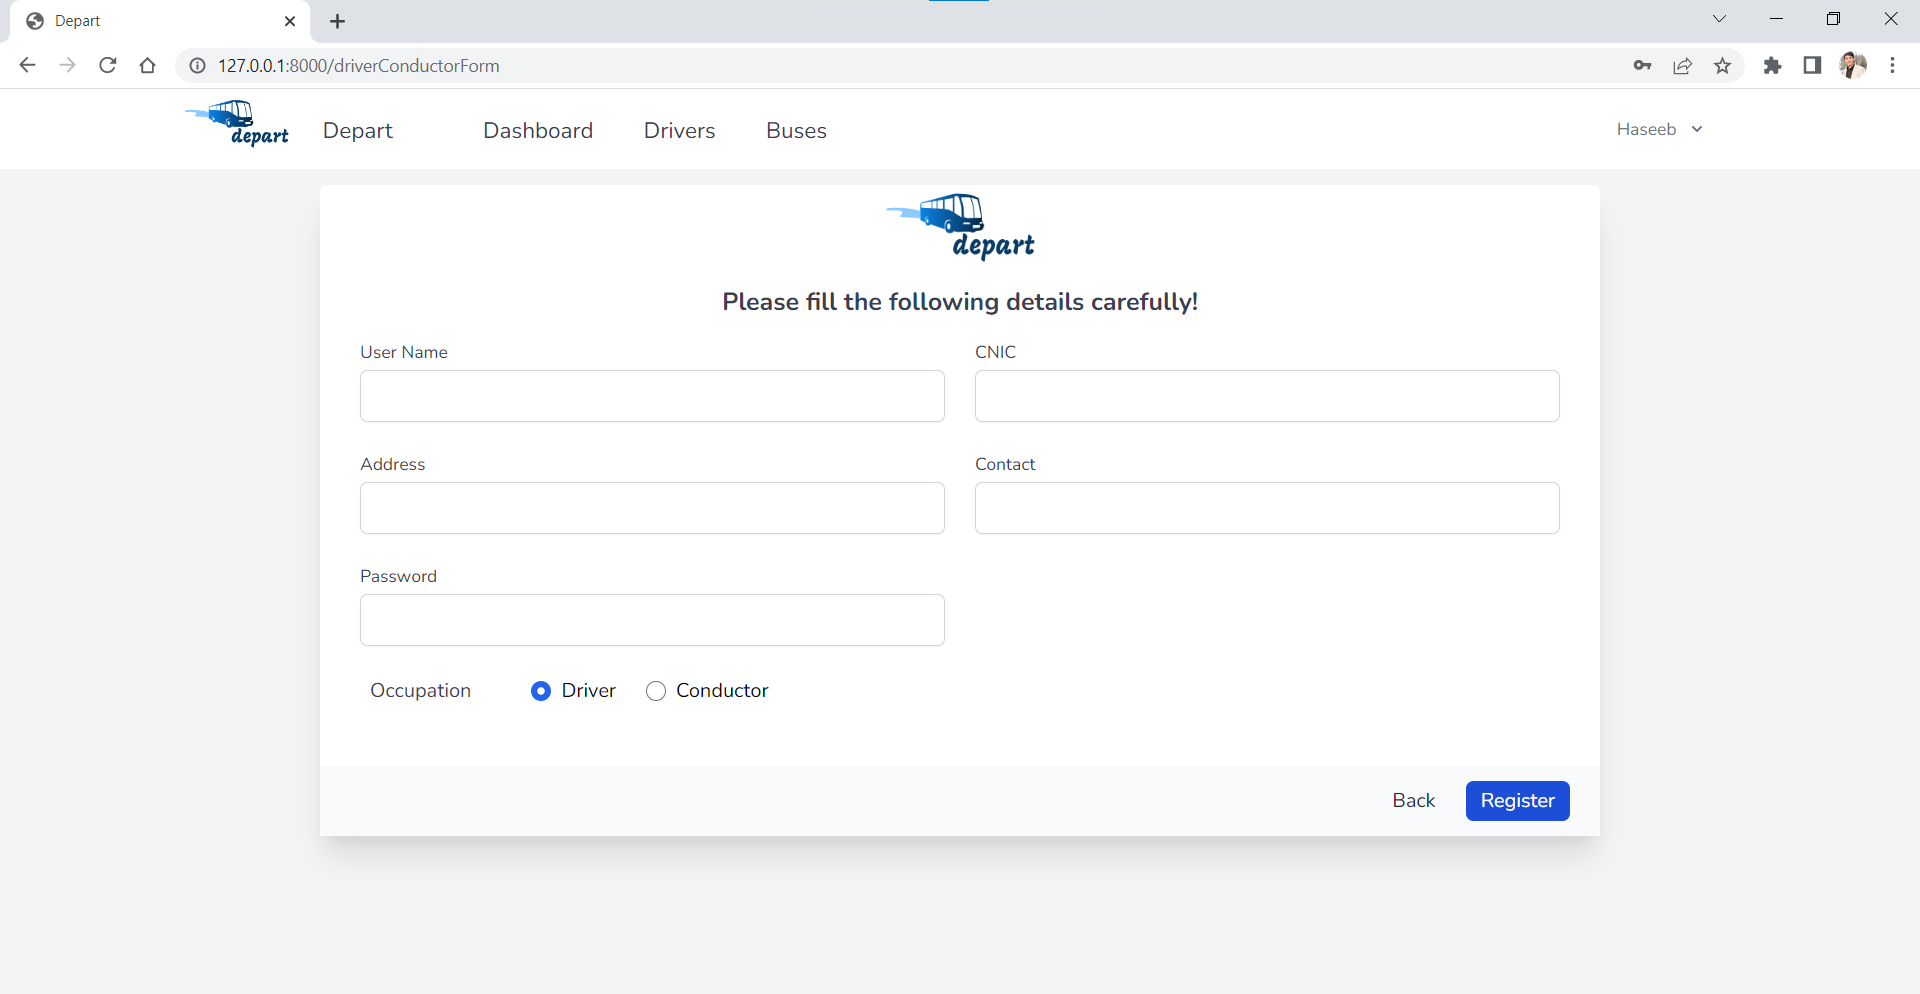 Depart
127.0.0.1:8000/driverConductorForm
depart
Depart
Dashboard
Drivers
Buses
Haseeb
depart
Please fill the following details carefully!
User Name
CNIC
Address
Contact
Password
Occupation
Driver
Conductor
Back
Register